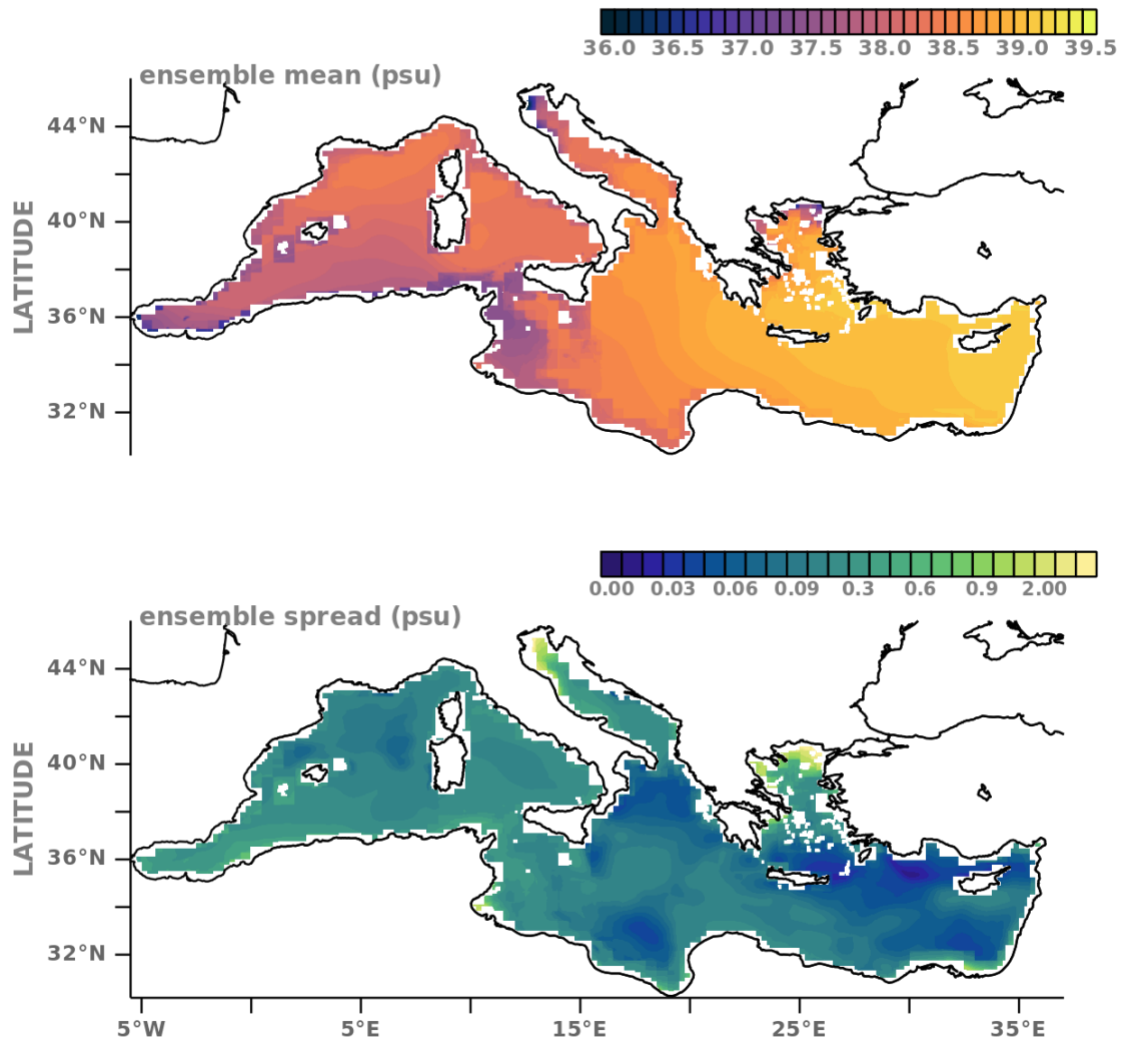 36.0 36.5 37.0 37.5 38.0 38.5 39.0 39.5
ensemble mean (psu)
44°N
40°N
36°N
32°N
LATITUDE
0.00 0.03 0.06 0.09 0.3 0.6 0.9 2.00
ensemble spread (psu)
44°N
40°N
36°N
32°N
LATITUDE
5°W 5°E 15°E 25°E 35°E